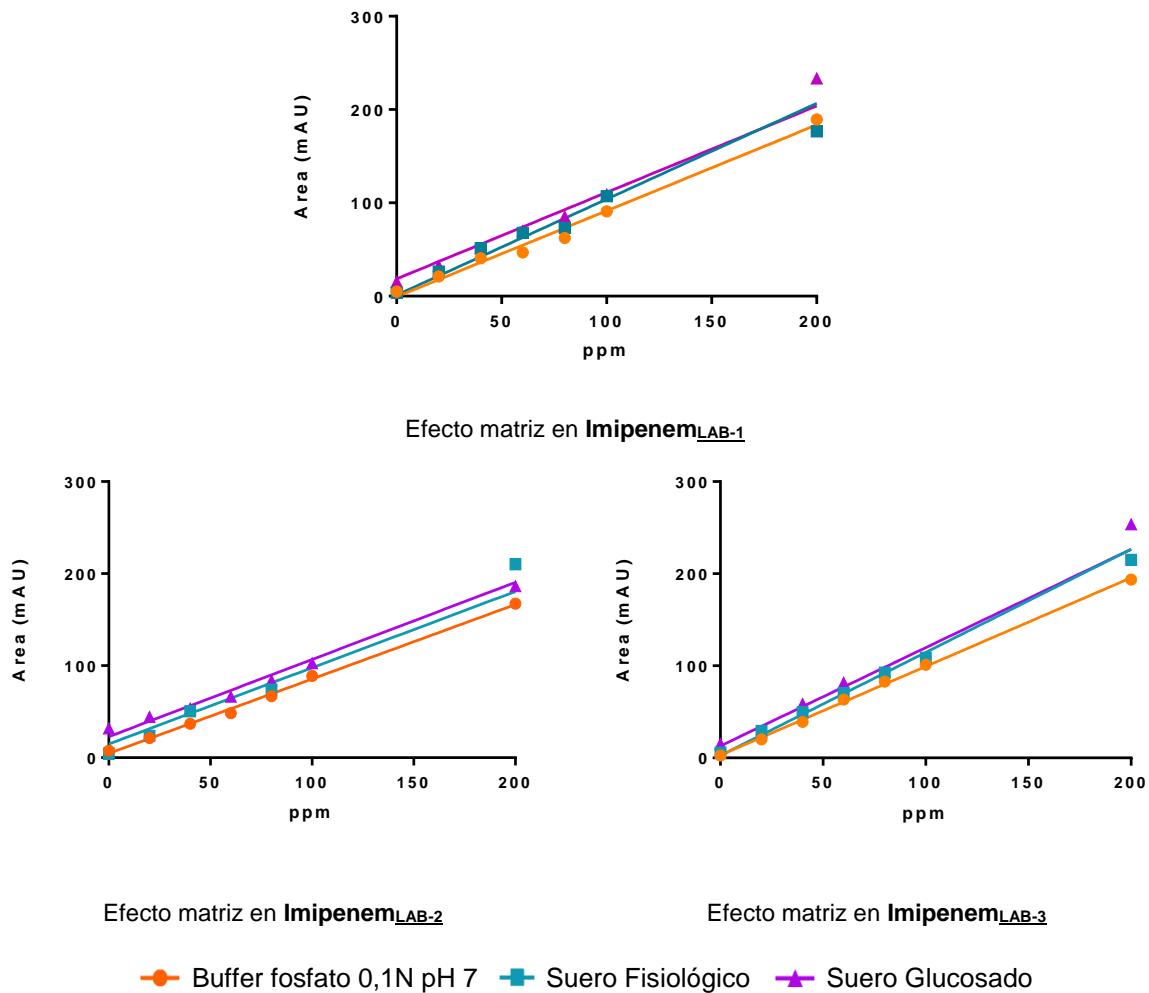 300
200
100
0
Area (mAU)
0 50 100 150 200
ppm
Efecto matriz en Imipenem LAB-1
300
200
100
0
Area (mAU)
0 50 100 150 200
ppm
300
200
100
0
Area (mAU)
0 50 100 150 200
ppm
Efecto matriz en Imipenem LAB-2
Efecto matriz en Imipenem LAB-3
Buffer fosfato 0,1N pH 7 Suero Fisiológico Suero Glucosado